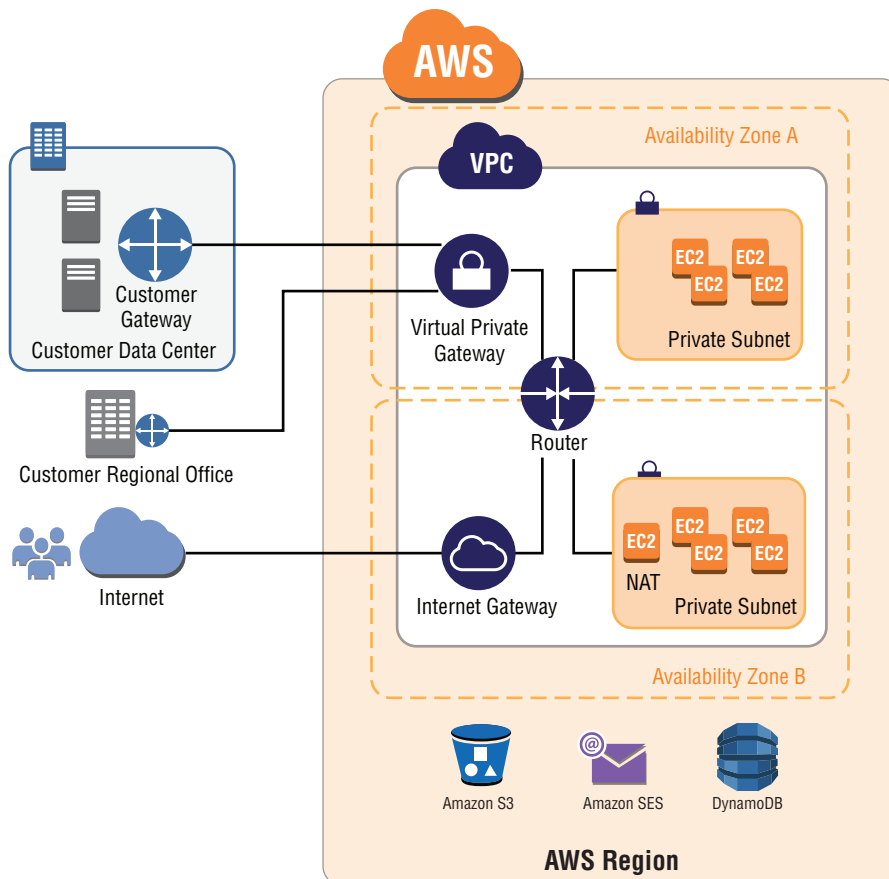 AWS
Availability Zone A
VPC
EC2
EC2
EC2
EC2
Private Subnet
Customer
Gateway
Customer Data Center
Virtual Private
Gateway
Router
Customer Regional Office
EC2
EC2
EC2
EC2
EC2
NAT
Private Subnet
Internet
Internet Gateway
Availability Zone B
@
Amazon S3
Amazon SES
DynamoDB
AWS Region